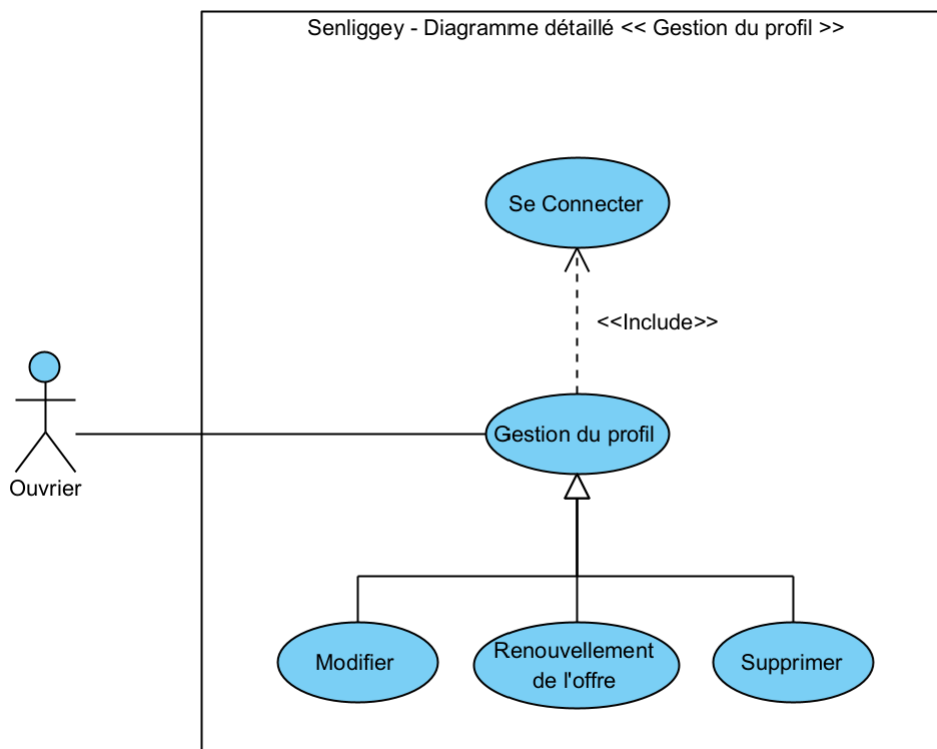 Senliggey - Diagramme détaillé << Gestion du profil >>
Se Connecter
<<Include>>
Gestion du profil
Ouvrier
Modifier
Renouvellement
de l'offre
Supprimer